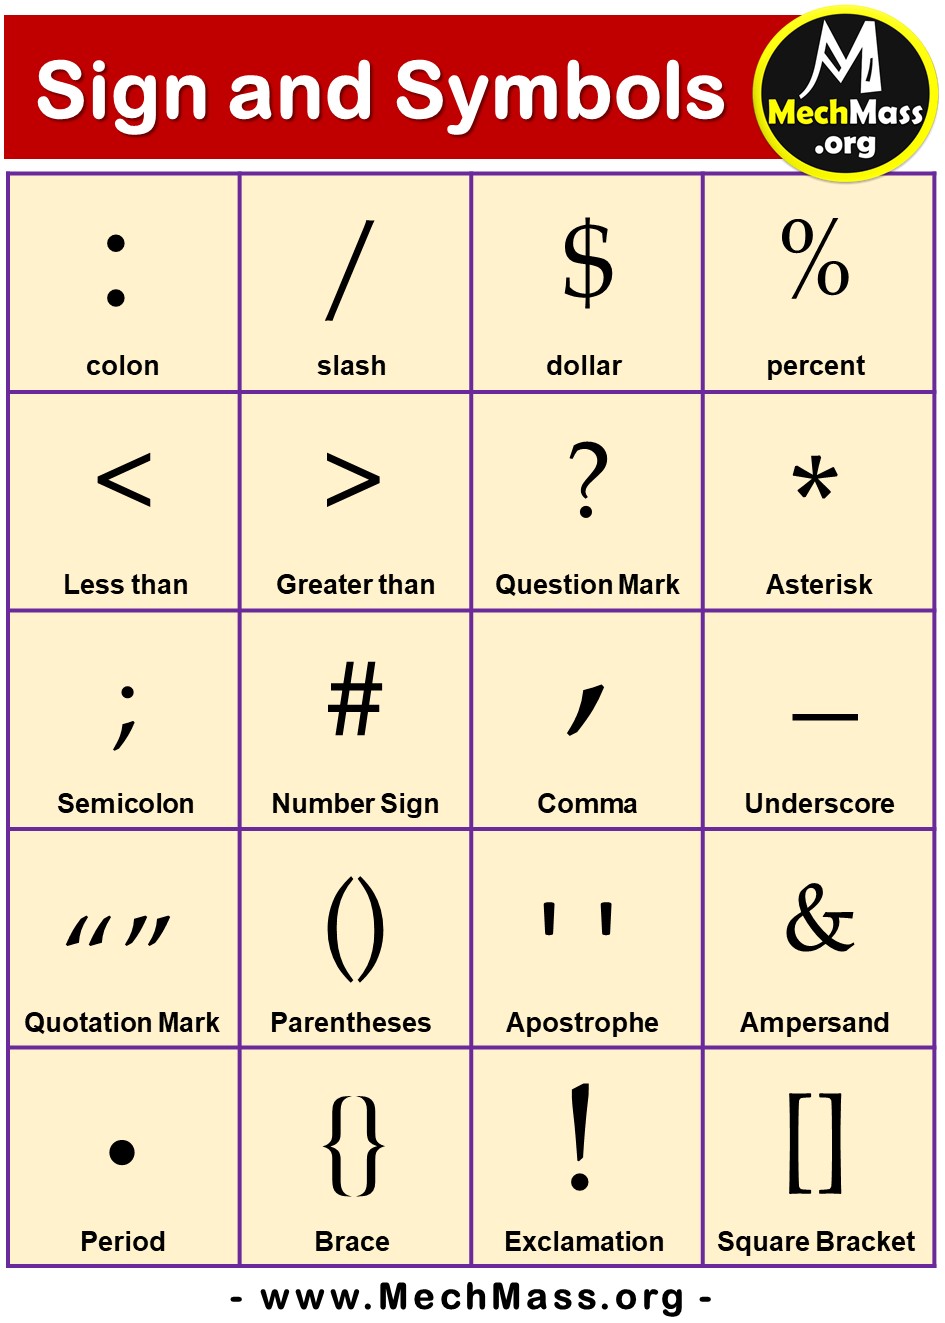 Sign and Symbols
M
MechMass
.org
: / $ %
colon slash dollar percent
< > ? *
Less than Greater than Question Mark Asterisk
; # , _
Semicolon Number Sign Comma Underscore
“” () ' ' &
Quotation Mark Parentheses Apostrophe Ampersand
. {} ! []
Period Brace Exclamation Square Bracket
- www.MechMass.org -